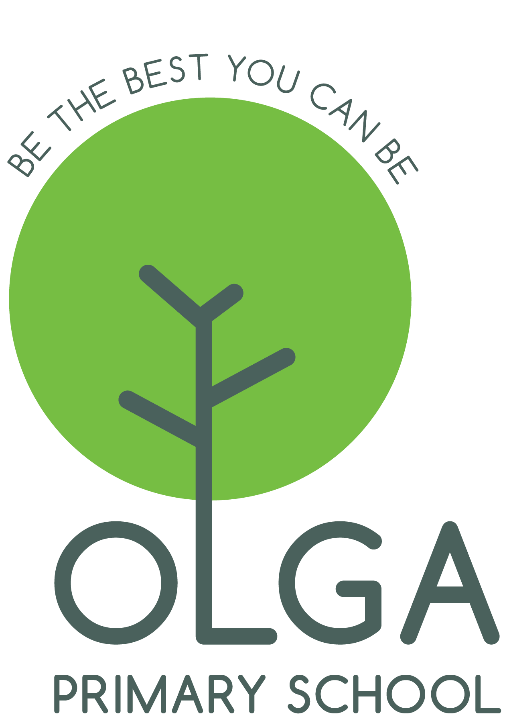 BE THE BEST YOU CAN BE
OLGA
PRIMARY SCHOOL